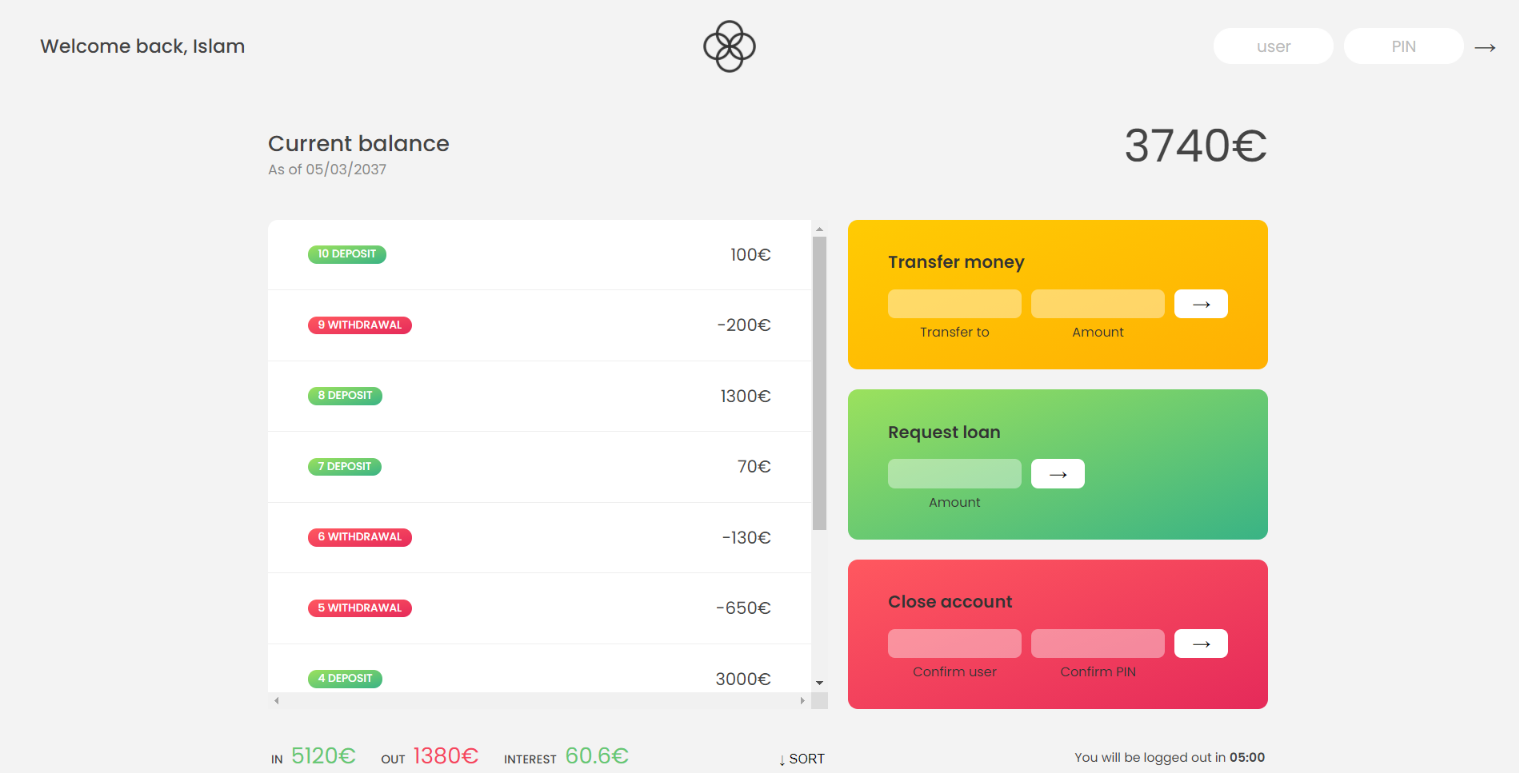 Welcome back, Islam
user
PIN
→
Current balance
As of 05/03/2037
3740€
10 DEPOSIT 100€
9 WITHDRAWAL -200€
8 DEPOSIT 1300€
7 DEPOSIT 70€
6 WITHDRAWAL -130€
5 WITHDRAWAL -650€
4 DEPOSIT 3000€
Transfer money
→
Transfer to Amount
Request loan
→
Amount
Close account
→
Confirm user Confirm PIN
IN 5120€ OUT 1380€ INTEREST 60.6€ ↓ SORT
You will be logged out in 05:00